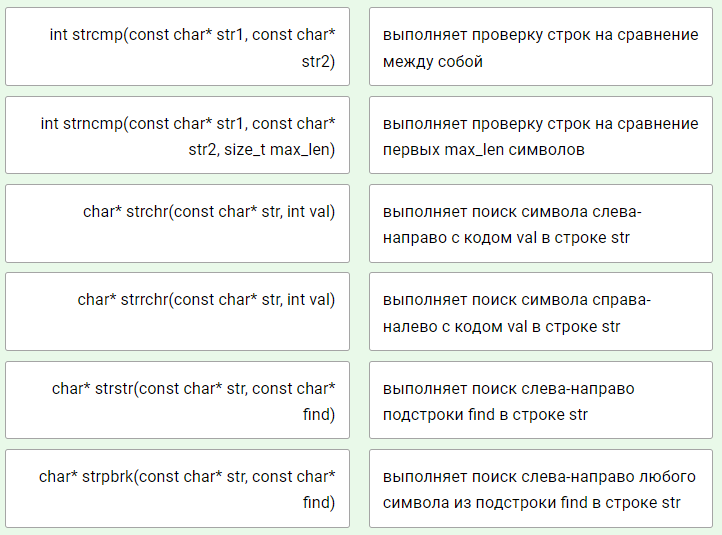 int strcmp(const char* str1, const char*
str2)
выполняет проверку строк на сравнение
между собой
int strncmp(const char* str1, const char*
str2, size_t max_len)
выполняет проверку строк на сравнение
первых max_len символов
char* strchr(const char* str, int val)
выполняет поиск символа слева-
направо с кодом val в строке str
char* strrchr(const char* str, int val)
выполняет поиск символа справа-
налево с кодом val в строке str
char* strstr(const char* str, const char*
find)
выполняет поиск слева-направо
подстроки find в строке str
char* strpbrk(const char* str, const char*
find)
выполняет поиск слева-направо любого
символа из подстроки find в строке str